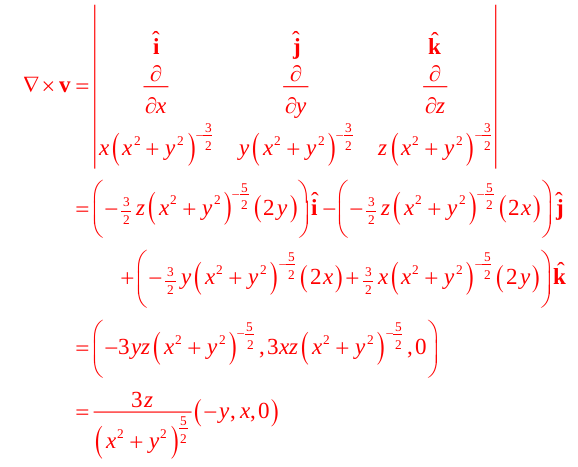 ∇ × v = | î ĵ k̂
∂/∂x ∂/∂y ∂/∂z
x(x² + y²)^(−3/2) y(x² + y²)^(−3/2) z(x² + y²)^(−3/2) |
= (−3/2 z(x² + y²)^(−5/2) (2y)) î − (−3/2 z(x² + y²)^(−5/2) (2x)) ĵ
+ (−3/2 y(x² + y²)^(−5/2) (2x) + 3/2 x(x² + y²)^(−5/2) (2y)) k̂
= (−3yz(x² + y²)^(−5/2), 3xz(x² + y²)^(−5/2), 0)
= 3z/(x² + y²)^(5/2) (−y, x, 0)